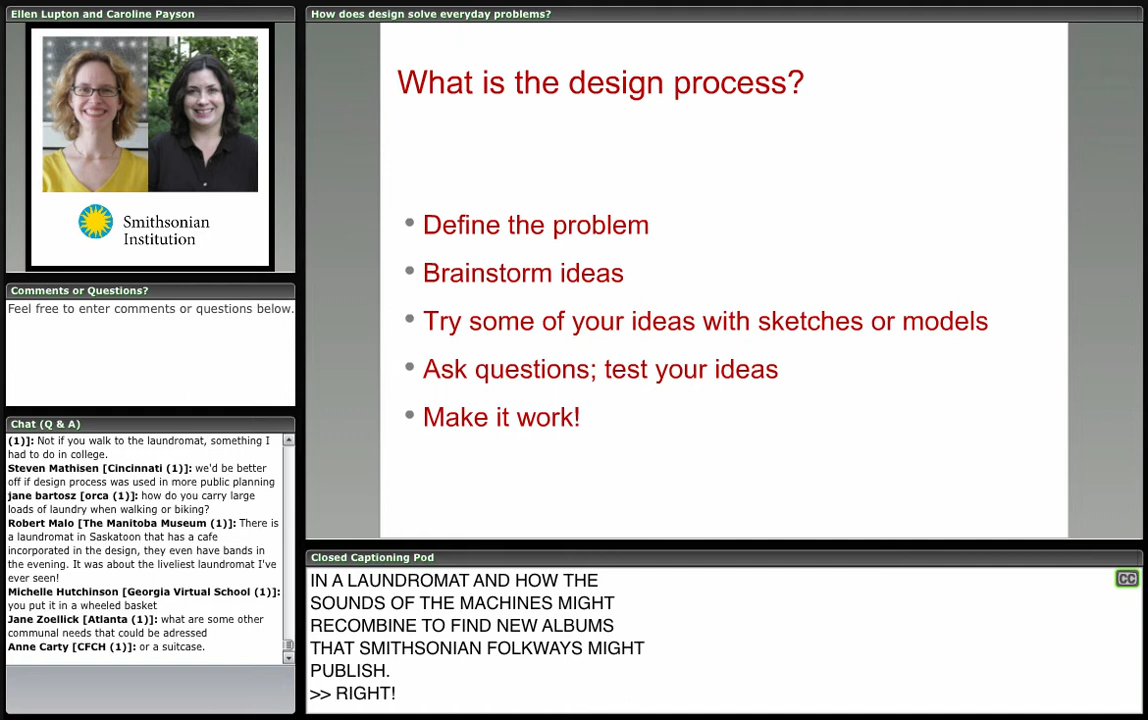 Ellen Lupton and Caroline Payson
Smithsonian
Institution
Comments or Questions?
Feel free to enter comments or questions below.
Chat (Q & A)
(1)]: Not if you walk to the laundromat, something I
had to do in college.
Steven Mathisen [Cincinnati (1)]: we'd be better
off if design process was used in more public planning
jane bartosz [orca (1)]: how do you carry large
loads of laundry when walking or biking?
Robert Malo [The Manitoba Museum (1)]: There is
a laundromat in Saskatoon that has a cafe
incorporated in the design, they even have bands in
the evening. It was about the liveliest laundromat I've
ever seen!
Michelle Hutchinson [Georgia Virtual School (1)]:
you put it in a wheeled basket
Jane Zoellick [Atlanta (1)]: what are some other
communal needs that could be adressed
Anne Carty [CFCH (1)]: or a suitcase.
How does design solve everyday problems?
What is the design process?
• Define the problem
• Brainstorm ideas
• Try some of your ideas with sketches or models
• Ask questions; test your ideas
• Make it work!
Closed Captioning Pod
CC
IN A LAUNDROMAT AND HOW THE
SOUNDS OF THE MACHINES MIGHT
RECOMBINE TO FIND NEW ALBUMS
THAT SMITHSONIAN FOLKWAYS MIGHT
PUBLISH.
>> RIGHT!